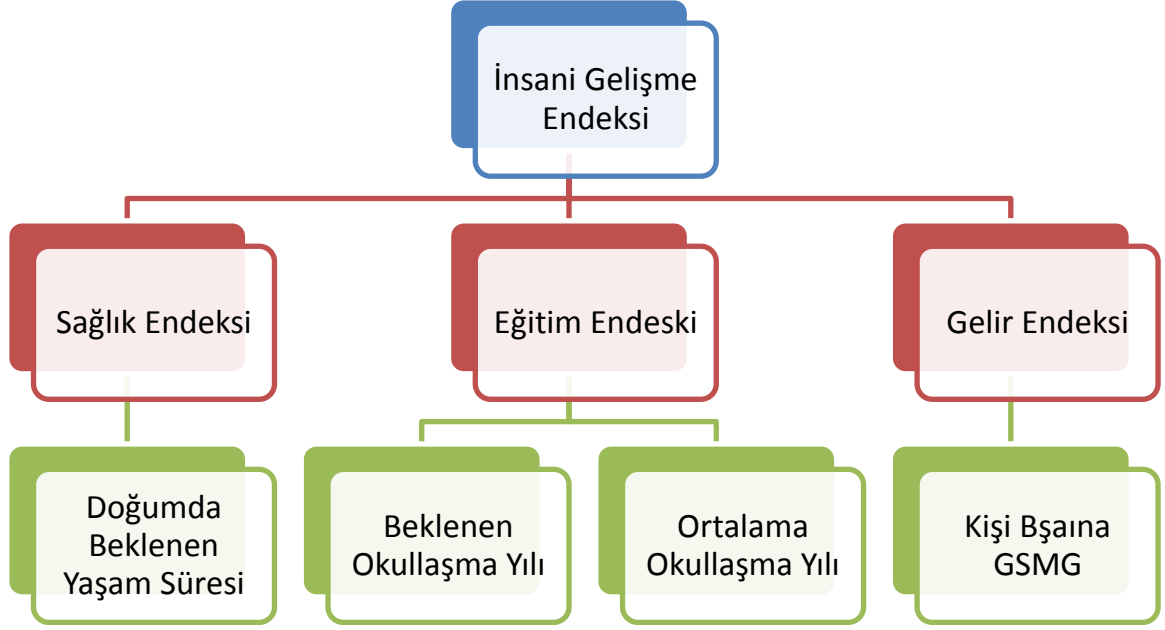 İnsani Gelişme
Endeksi
Sağlık Endeksi
Eğitim Endeski
Gelir Endeksi
Doğumda
Beklenen
Yaşam Süresi
Beklenen
Okullaşma Yılı
Ortalama
Okullaşma Yılı
Kişi Bşaına
GSMG